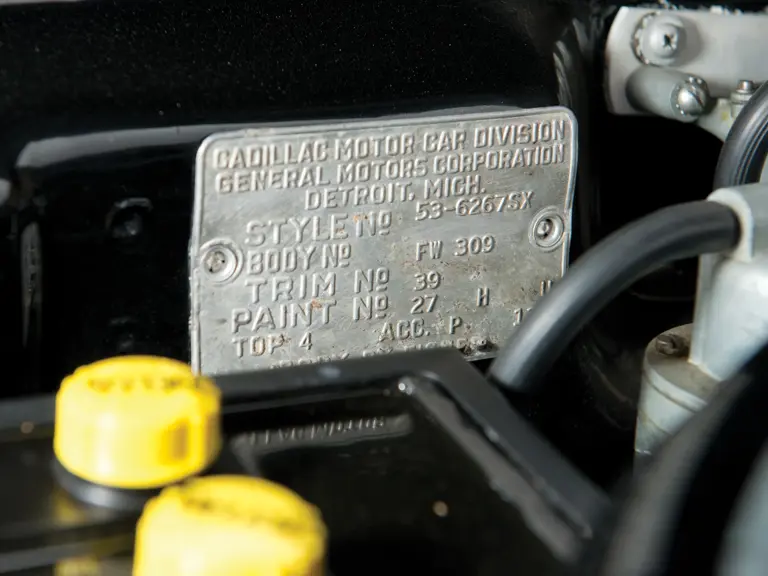 CADILLAC MOTOR CAR DIVISION
GENERAL MOTORS CORPORATION
DETROIT, MICH.
STYLE Nº 53-6267SX
BODY Nº FW 309
TRIM Nº 39
PAINT Nº 27 H
TOP 4 ACC. P